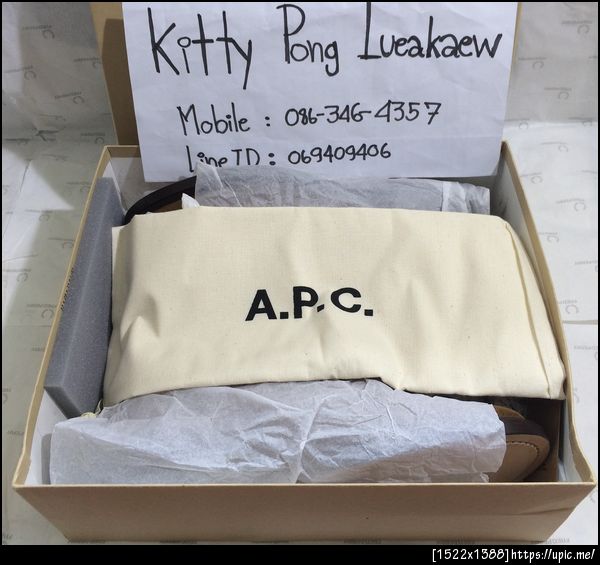 Kitty Pong Lueakaew
Mobile : 086-346-4357
Line ID : 069409406
A.P.C.
[1522x1388]https://upic.me/